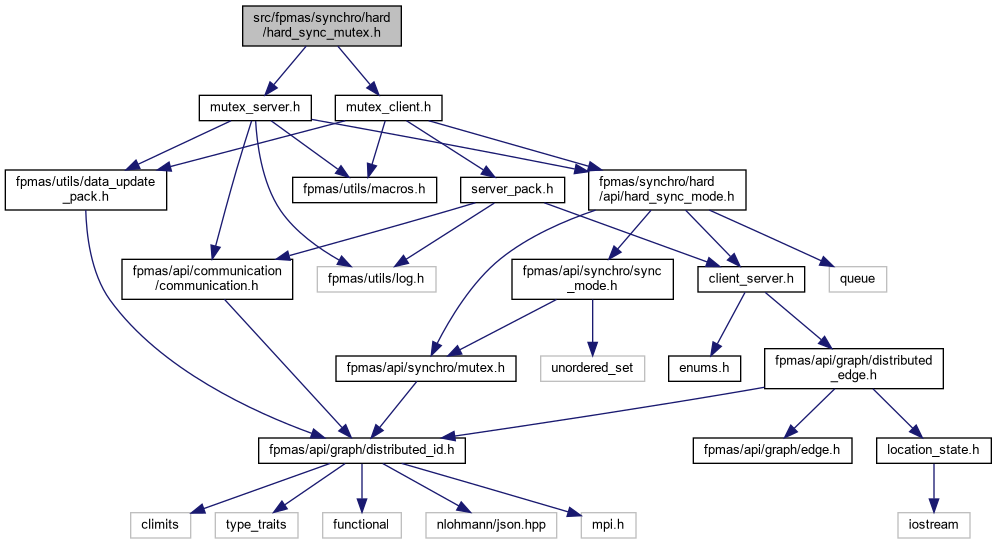 src/fpmas/synchro/hard
/hard_sync_mutex.h
mutex_server.h
mutex_client.h
fpmas/utils/data_update
_pack.h
fpmas/utils/macros.h
server_pack.h
fpmas/synchro/hard
/api/hard_sync_mode.h
fpmas/api/communication
/communication.h
fpmas/utils/log.h
fpmas/api/synchro/sync
_mode.h
client_server.h
queue
fpmas/api/synchro/mutex.h
unordered_set
enums.h
fpmas/api/graph/distributed
_edge.h
fpmas/api/graph/distributed_id.h
fpmas/api/graph/edge.h
location_state.h
climits
type_traits
functional
nlohmann/json.hpp
mpi.h
iostream